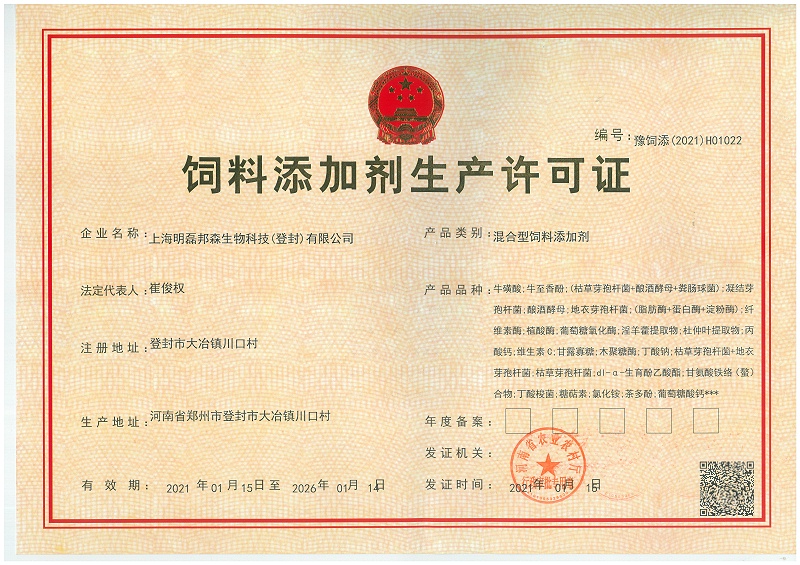 编号:豫饲添(2021)H01022
饲料添加剂生产许可证
企业名称:上海明磊邦森生物科技(登封)有限公司
法定代表人:崔俊权
注册地址:登封市大冶镇川口村
生产地址:河南省郑州市登封市大冶镇川口村
有效期:2021年01月15日至2026年01月14日
产品类别:混合型饲料添加剂
产品品种:牛磺酸;牛至香酚;(枯草芽孢杆菌+酿酒酵母+粪肠球菌);凝结芽
孢杆菌;酿酒酵母;地衣芽孢杆菌;(脂肪酶+蛋白酶+淀粉酶);纤
维素酶;植酸酶;葡萄糖氧化酶;淫羊藿提取物;杜仲叶提取物;丙
酸钙;维生素C;甘露寡糖;木聚糖酶;丁酸钠;枯草芽孢杆菌+地衣
芽孢杆菌;枯草芽孢杆菌;dl-α-生育酚乙酸酯;甘氨酸铁络(螯)
合物;丁酸梭菌;糖萜素;氯化铵;茶多酚;葡萄糖酸钙***
年度备案:
发证机关:
河南省农业农村厅
发证时间:2021年01月15日